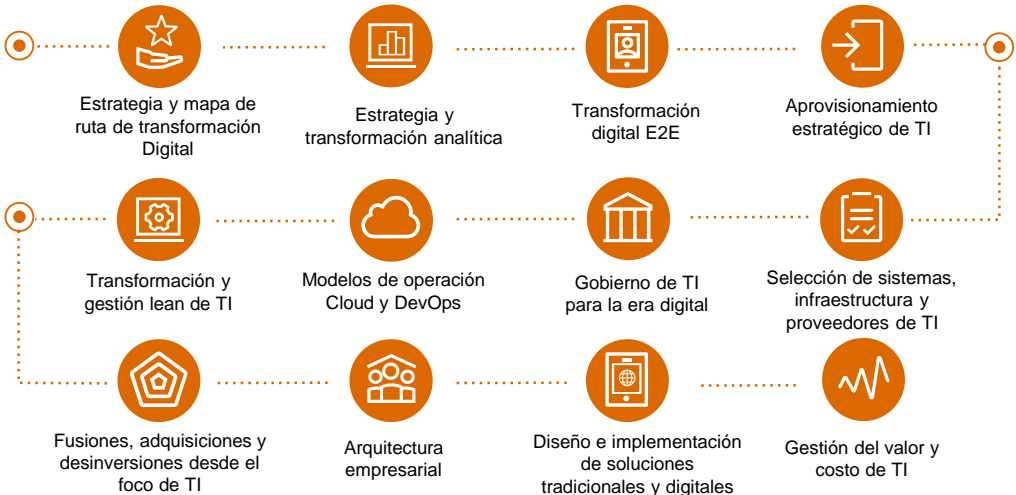 Estrategia y mapa de
ruta de transformación
Digital
Estrategia y
transformación analítica
Transformación
digital E2E
Aprovisionamiento
estratégico de TI
Transformación y
gestión lean de TI
Modelos de operación
Cloud y DevOps
Gobierno de TI
para la era digital
Selección de sistemas,
infraestructura y
proveedores de TI
Fusiones, adquisiciones y
desinversiones desde el
foco de TI
Arquitectura
empresarial
Diseño e implementación
de soluciones
tradicionales y digitales
Gestión del valor y
costo de TI